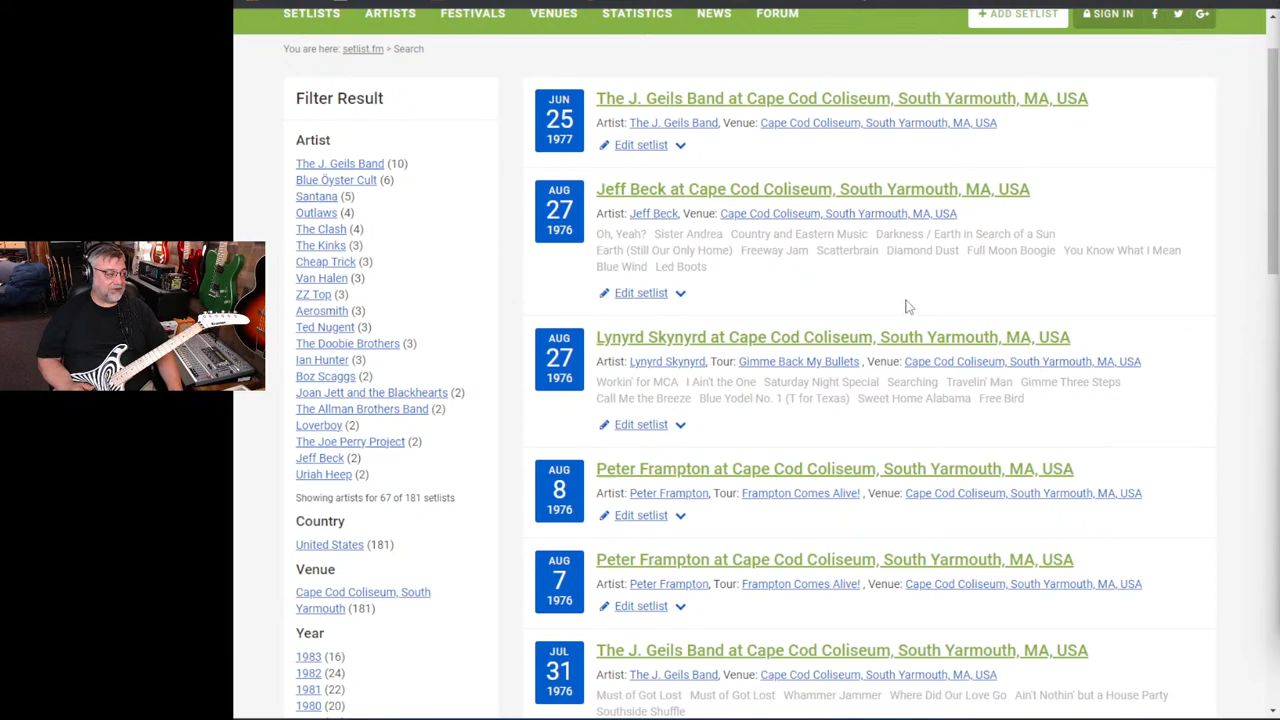 SETLISTS ARTISTS FESTIVALS VENUES STATISTICS NEWS FORUM + ADD SETLIST SIGN IN
You are here: setlist.fm > Search
Filter Result
Artist
The J. Geils Band (10)
Blue Öyster Cult (6)
Santana (5)
Outlaws (4)
The Clash (4)
The Kinks (3)
Cheap Trick (3)
Van Halen (3)
ZZ Top (3)
Aerosmith (3)
Ted Nugent (3)
The Doobie Brothers (3)
Ian Hunter (3)
Boz Scaggs (2)
Joan Jett and the Blackhearts (2)
The Allman Brothers Band (2)
Loverboy (2)
The Joe Perry Project (2)
Jeff Beck (2)
Uriah Heep (2)
Showing artists for 67 of 181 setlists
Country
United States (181)
Venue
Cape Cod Coliseum, South
Yarmouth (181)
Year
1983 (16)
1982 (24)
1981 (22)
1980 (20)
JUN
25
1977
The J. Geils Band at Cape Cod Coliseum, South Yarmouth, MA, USA
Artist: The J. Geils Band, Venue: Cape Cod Coliseum, South Yarmouth, MA, USA
Edit setlist
AUG
27
1976
Jeff Beck at Cape Cod Coliseum, South Yarmouth, MA, USA
Artist: Jeff Beck, Venue: Cape Cod Coliseum, South Yarmouth, MA, USA
Oh, Yeah? Sister Andrea Country and Eastern Music Darkness / Earth in Search of a Sun
Earth (Still Our Only Home) Freeway Jam Scatterbrain Diamond Dust Full Moon Boogie You Know What I Mean
Blue Wind Led Boots
Edit setlist
AUG
27
1976
Lynyrd Skynyrd at Cape Cod Coliseum, South Yarmouth, MA, USA
Artist: Lynyrd Skynyrd, Tour: Gimme Back My Bullets , Venue: Cape Cod Coliseum, South Yarmouth, MA, USA
Workin' for MCA I Ain't the One Saturday Night Special Searching Travelin' Man Gimme Three Steps
Call Me the Breeze Blue Yodel No. 1 (T for Texas) Sweet Home Alabama Free Bird
Edit setlist
AUG
8
1976
Peter Frampton at Cape Cod Coliseum, South Yarmouth, MA, USA
Artist: Peter Frampton, Tour: Frampton Comes Alive! , Venue: Cape Cod Coliseum, South Yarmouth, MA, USA
Edit setlist
AUG
7
1976
Peter Frampton at Cape Cod Coliseum, South Yarmouth, MA, USA
Artist: Peter Frampton, Tour: Frampton Comes Alive! , Venue: Cape Cod Coliseum, South Yarmouth, MA, USA
Edit setlist
JUL
31
1976
The J. Geils Band at Cape Cod Coliseum, South Yarmouth, MA, USA
Artist: The J. Geils Band, Venue: Cape Cod Coliseum, South Yarmouth, MA, USA
Must of Got Lost Must of Got Lost Whammer Jammer Where Did Our Love Go Ain't Nothin' but a House Party
Southside Shuffle